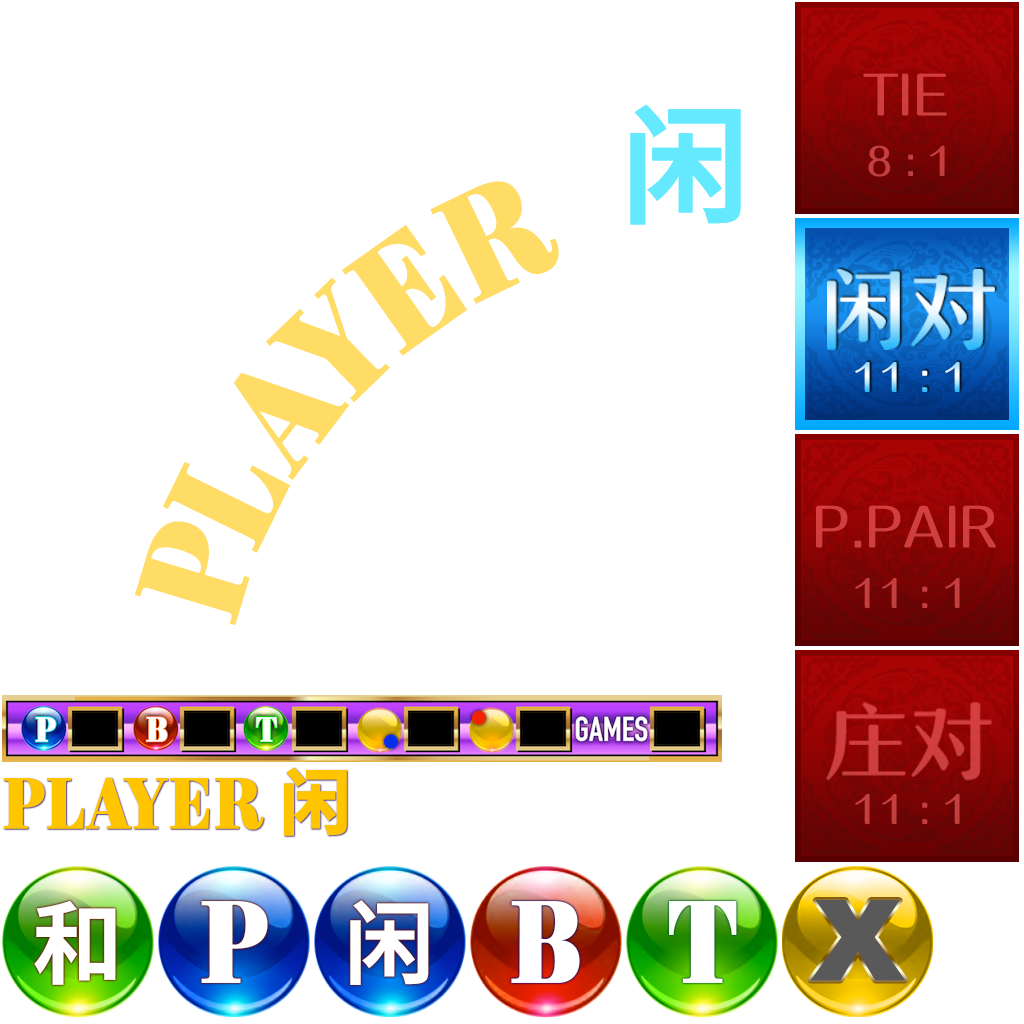 TIE
8 : 1
闲
PLAYER
闲对
11 : 1
P.PAIR
11 : 1
庄对
11 : 1
P B T GAMES
PLAYER 闲
和 P 闲 B T X